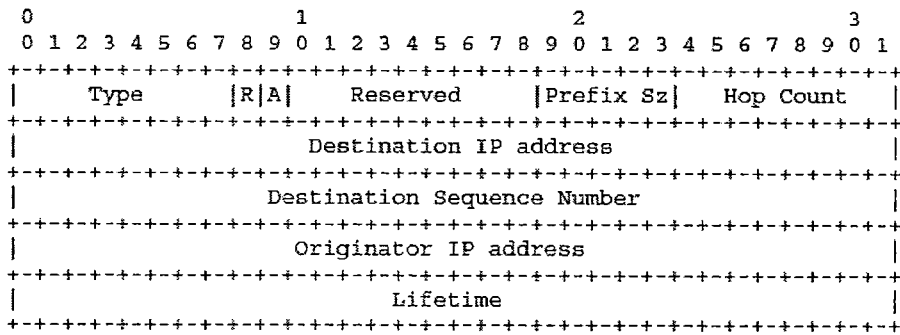 0                   1                   2                   3
 0 1 2 3 4 5 6 7 8 9 0 1 2 3 4 5 6 7 8 9 0 1 2 3 4 5 6 7 8 9 0 1
+-+-+-+-+-+-+-+-+-+-+-+-+-+-+-+-+-+-+-+-+-+-+-+-+-+-+-+-+-+-+-+-+
|     Type      |R|A|    Reserved     |Prefix Sz|   Hop Count   |
+-+-+-+-+-+-+-+-+-+-+-+-+-+-+-+-+-+-+-+-+-+-+-+-+-+-+-+-+-+-+-+-+
|                     Destination IP address                    |
+-+-+-+-+-+-+-+-+-+-+-+-+-+-+-+-+-+-+-+-+-+-+-+-+-+-+-+-+-+-+-+-+
|                  Destination Sequence Number                  |
+-+-+-+-+-+-+-+-+-+-+-+-+-+-+-+-+-+-+-+-+-+-+-+-+-+-+-+-+-+-+-+-+
|                    Originator IP address                      |
+-+-+-+-+-+-+-+-+-+-+-+-+-+-+-+-+-+-+-+-+-+-+-+-+-+-+-+-+-+-+-+-+
|                           Lifetime                            |
+-+-+-+-+-+-+-+-+-+-+-+-+-+-+-+-+-+-+-+-+-+-+-+-+-+-+-+-+-+-+-+-+